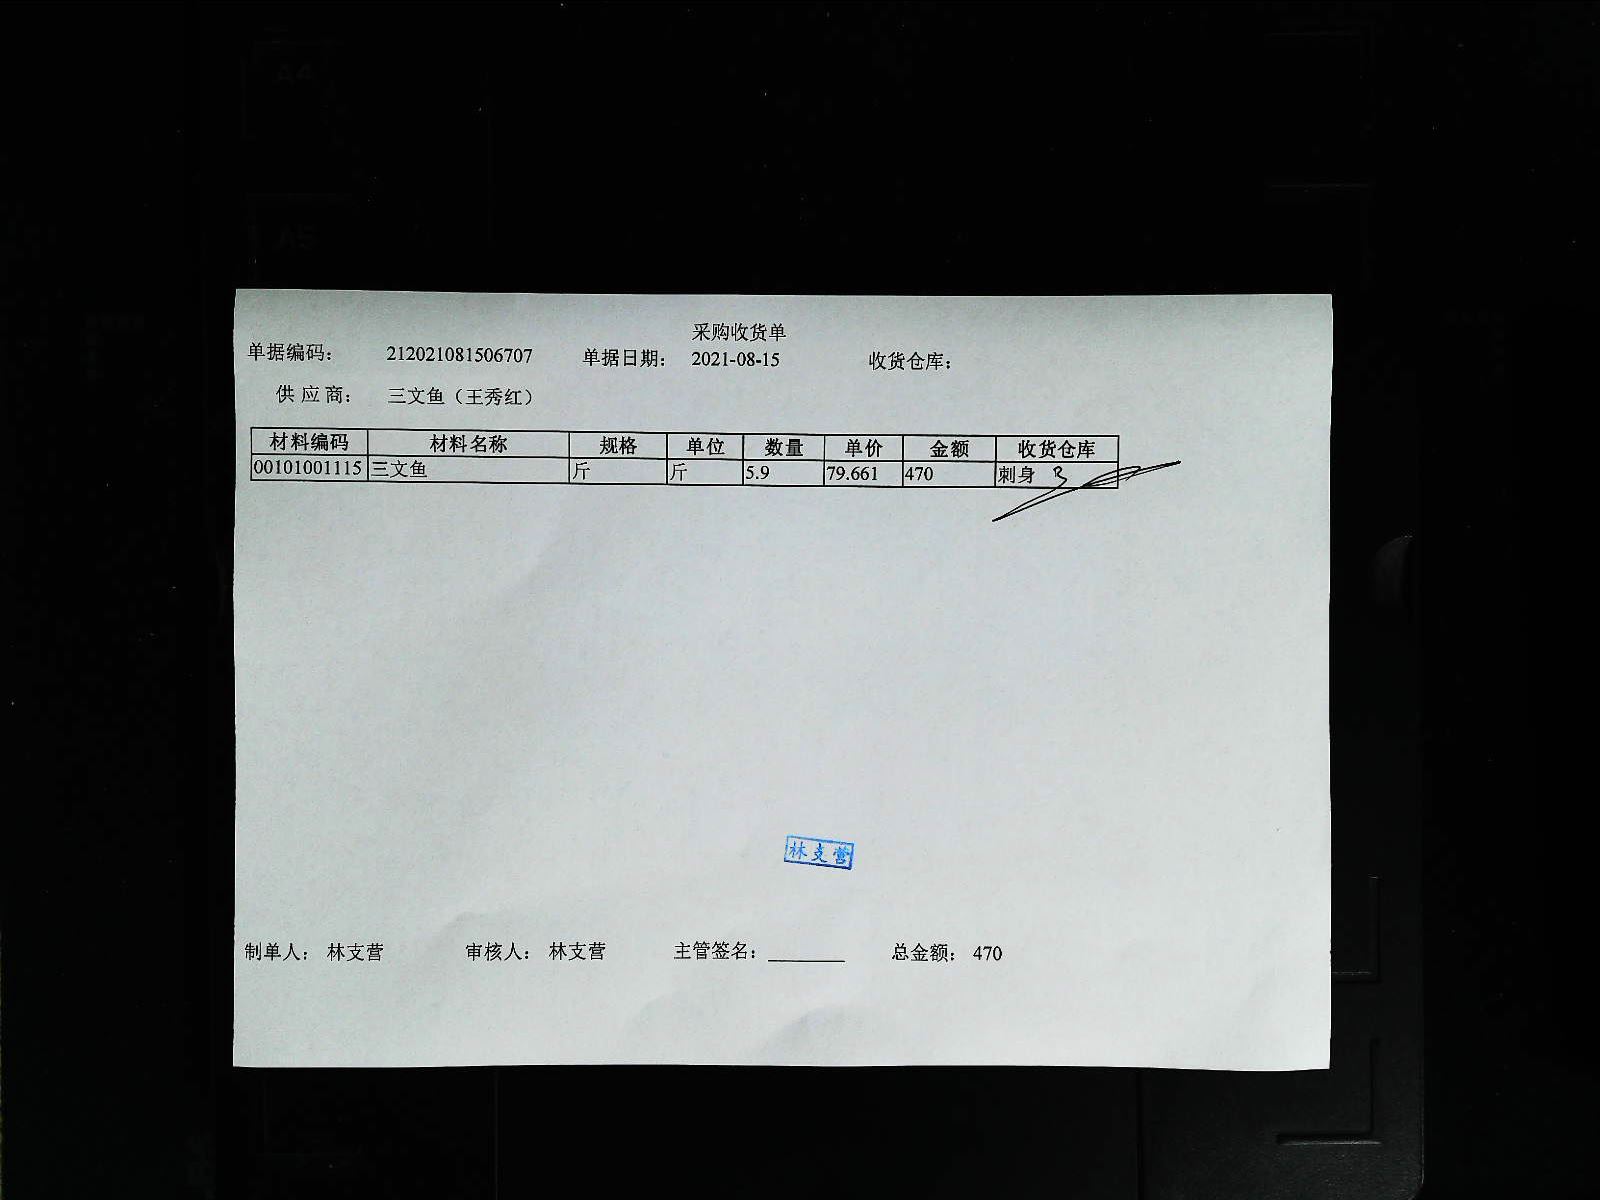 A4
A5
采购收货单
单据编码： 212021081506707 单据日期： 2021-08-15 收货仓库：
供 应 商： 三文鱼（王秀红）
材料编码 材料名称 规格 单位 数量 单价 金额 收货仓库
00101001115 三文鱼 斤 斤 5.9 79.661 470 刺身
林支营
制单人： 林支营 审核人： 林支营 主管签名： 总金额： 470